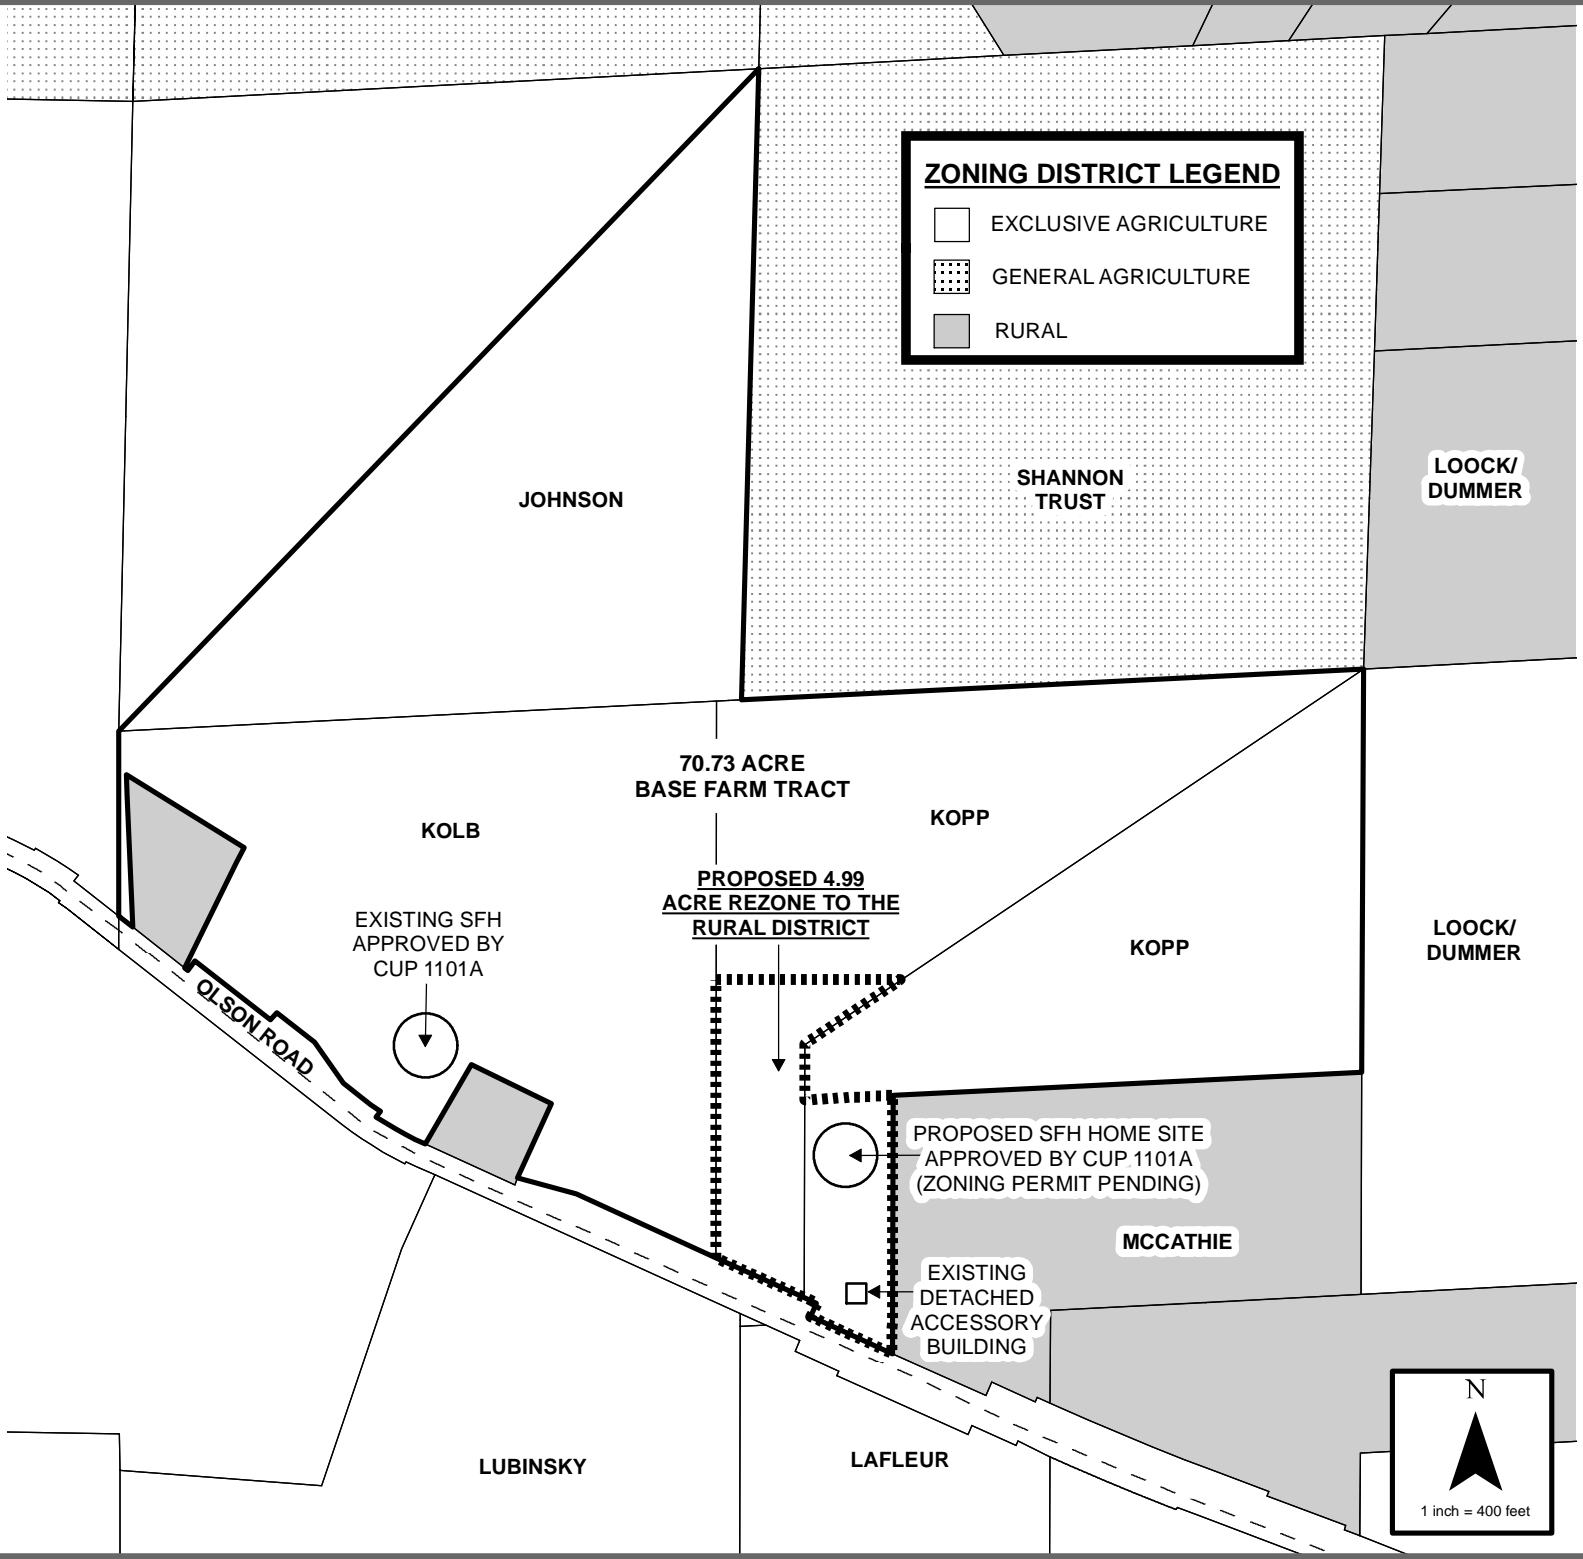 ZONING DISTRICT LEGEND
EXCLUSIVE AGRICULTURE
GENERAL AGRICULTURE
RURAL
JOHNSON
SHANNON
TRUST
LOOCK/
DUMMER
70.73 ACRE
BASE FARM TRACT
KOLB
KOPP
PROPOSED 4.99
ACRE REZONE TO THE
RURAL DISTRICT
EXISTING SFH
APPROVED BY
CUP 1101A
KOPP
LOOCK/
DUMMER
OLSON ROAD
PROPOSED SFH HOME SITE
APPROVED BY CUP 1101A
(ZONING PERMIT PENDING)
MCCATHIE
EXISTING
DETACHED
ACCESSORY
BUILDING
LUBINSKY
LAFLEUR
N
1 inch = 400 feet